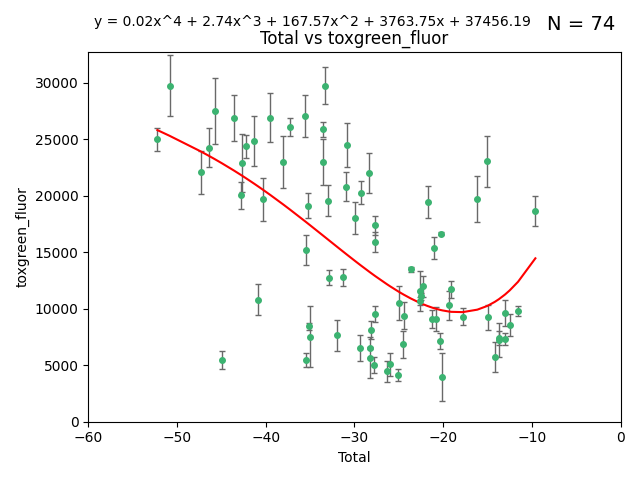 y = 0.02x^4 + 2.74x^3 + 167.57x^2 + 3763.75x + 37456.19
N = 74
Total vs toxgreen_fluor
30000
25000
20000
15000
10000
5000
0
toxgreen_fluor
−60
−50
−40
−30
−20
−10
0
Total